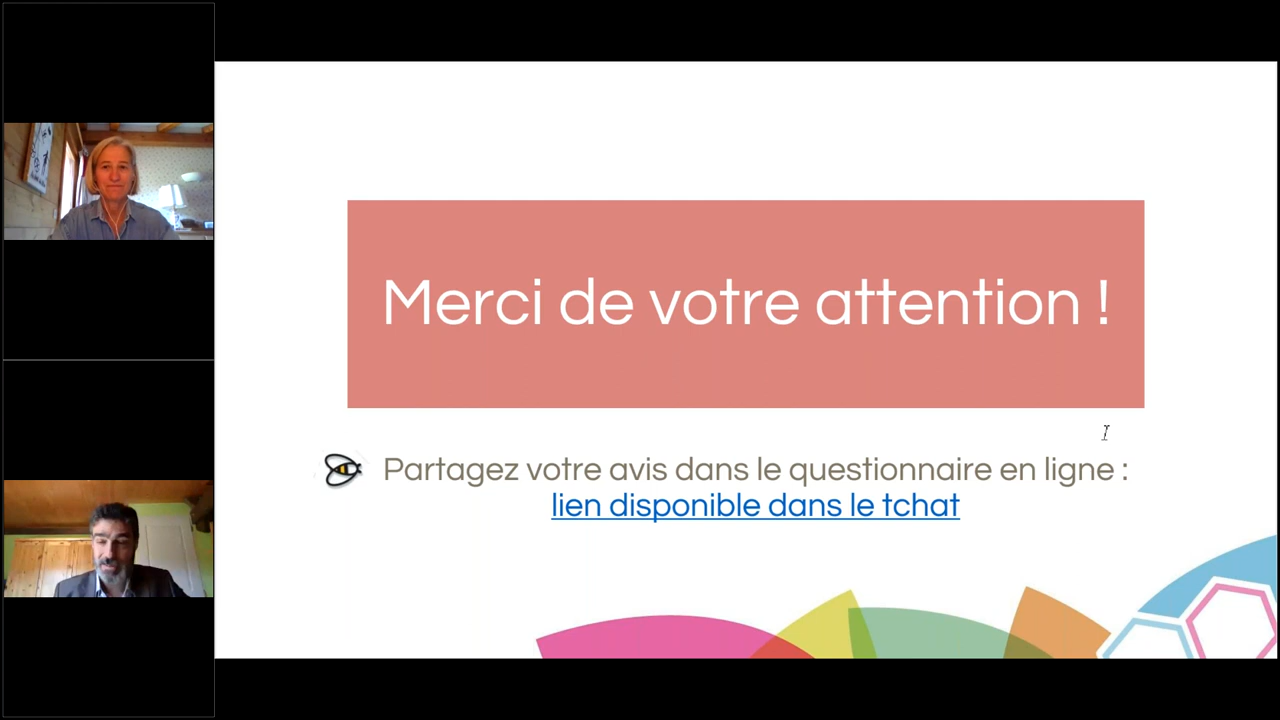 Merci de votre attention !
Partagez votre avis dans le questionnaire en ligne :
lien disponible dans le tchat